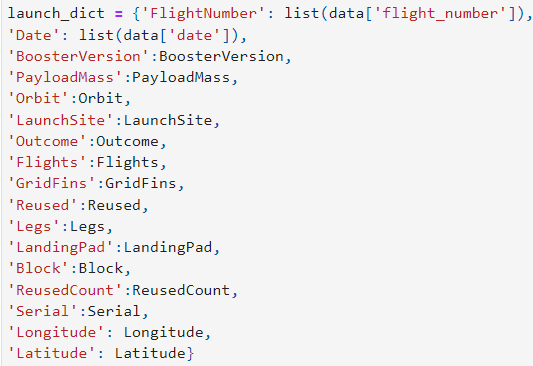 launch_dict = {'FlightNumber': list(data['flight_number']),
'Date': list(data['date']),
'BoosterVersion':BoosterVersion,
'PayloadMass':PayloadMass,
'Orbit':Orbit,
'LaunchSite':LaunchSite,
'Outcome':Outcome,
'Flights':Flights,
'GridFins':GridFins,
'Reused':Reused,
'Legs':Legs,
'LandingPad':LandingPad,
'Block':Block,
'ReusedCount':ReusedCount,
'Serial':Serial,
'Longitude': Longitude,
'Latitude': Latitude}